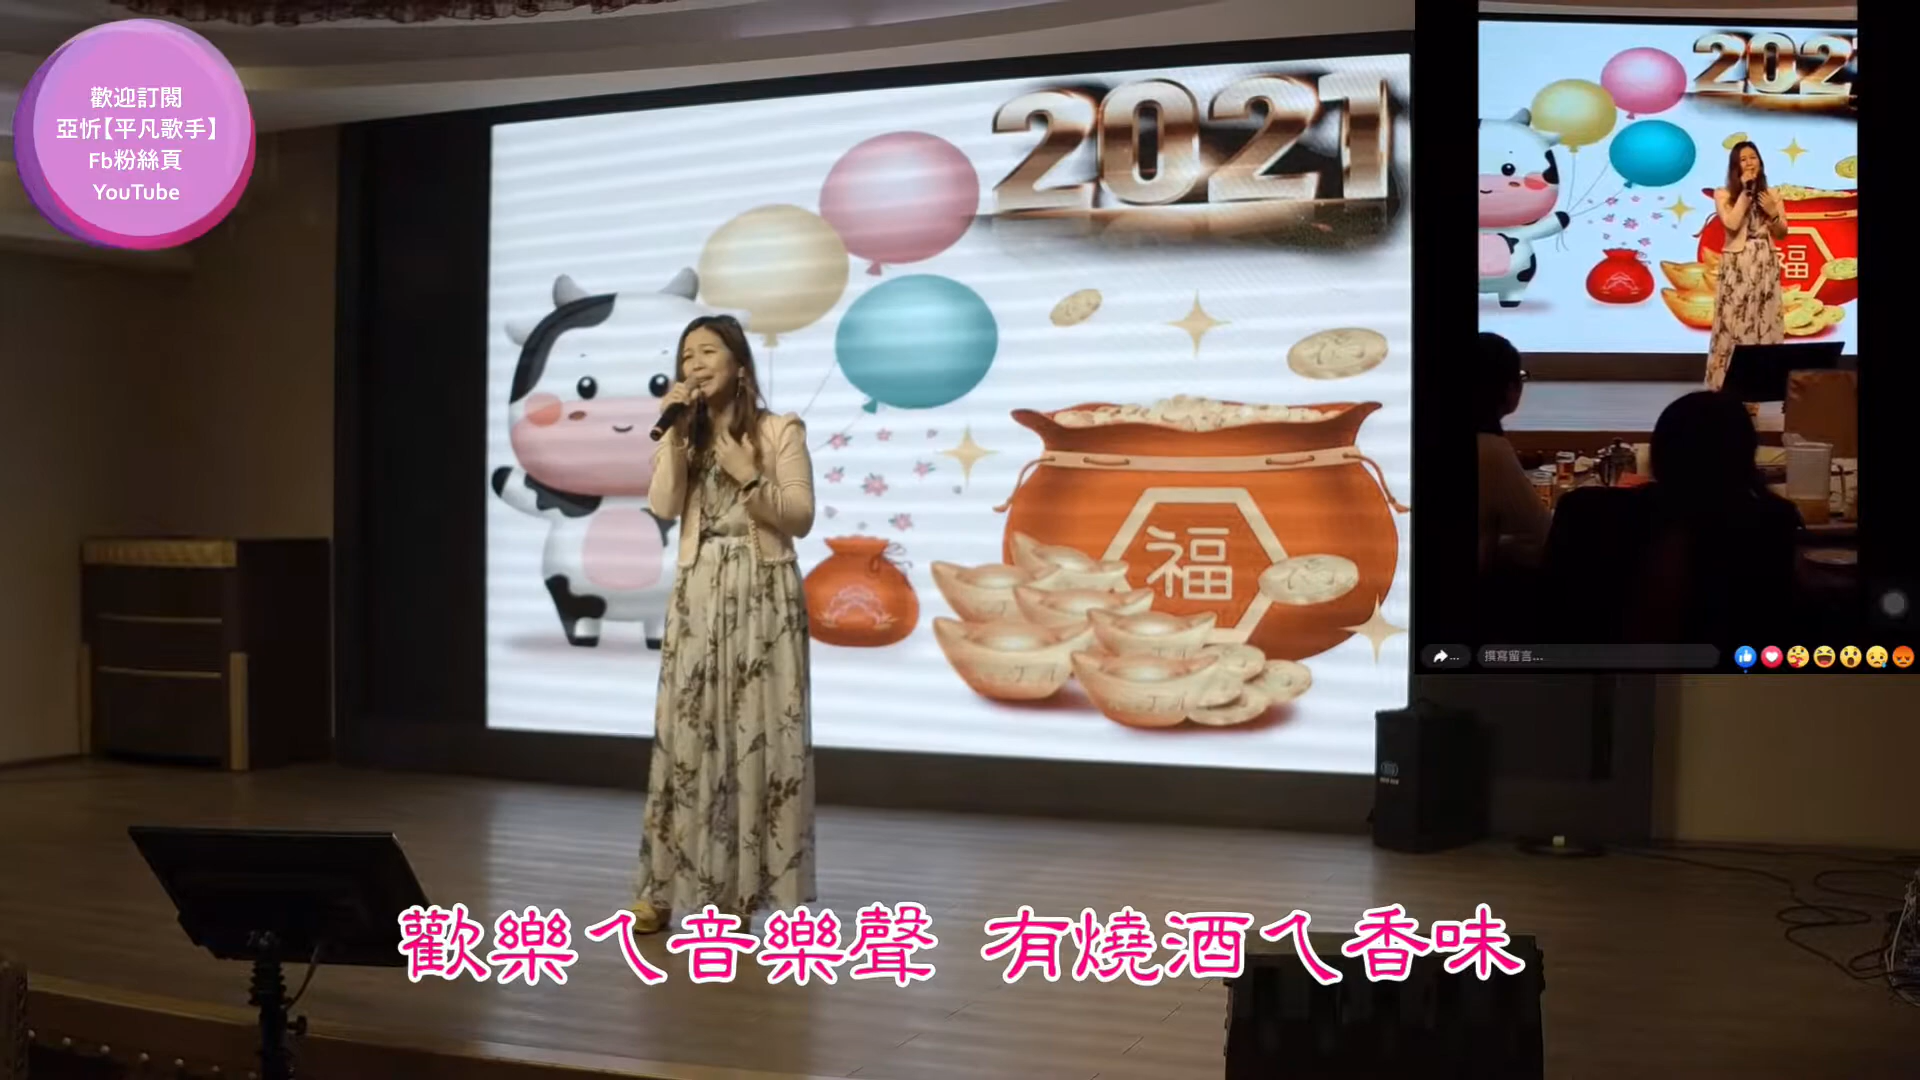 歡迎訂閱
亞忻【平凡歌手】
Fb粉絲頁
YouTube
2021
福
2021
福
撰寫留言...
歡樂ㄟ音樂聲 有燒酒ㄟ香味